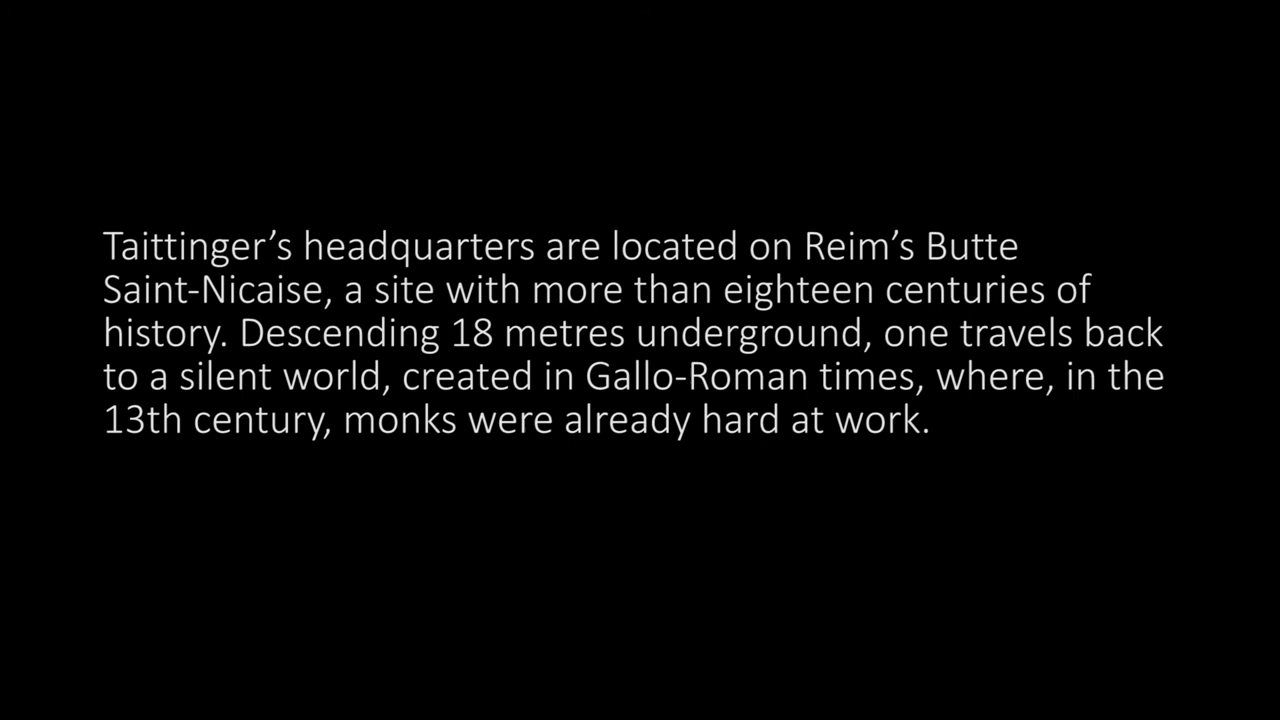 Taittinger’s headquarters are located on Reim’s Butte
Saint-Nicaise, a site with more than eighteen centuries of
history. Descending 18 metres underground, one travels back
to a silent world, created in Gallo-Roman times, where, in the
13th century, monks were already hard at work.